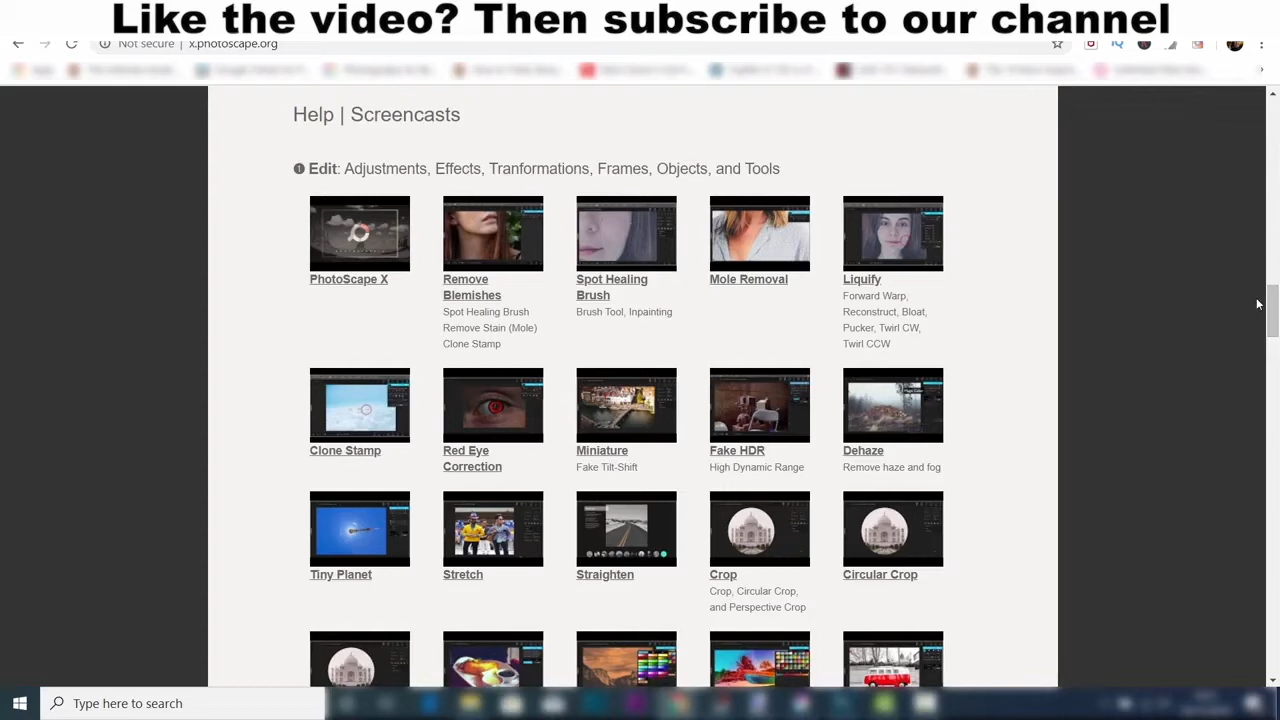 Like the video? Then subscribe to our channel
Not secure | x.photoscape.org
Help | Screencasts
Edit: Adjustments, Effects, Tranformations, Frames, Objects, and Tools
PhotoScape X
Remove
Blemishes
Spot Healing Brush
Remove Stain (Mole)
Clone Stamp
Spot Healing
Brush
Brush Tool, Inpainting
Mole Removal
Liquify
Forward Warp,
Reconstruct, Bloat,
Pucker, Twirl CW,
Twirl CCW
Clone Stamp
Red Eye
Correction
Miniature
Fake Tilt-Shift
Fake HDR
High Dynamic Range
Dehaze
Remove haze and fog
Tiny Planet
Stretch
Straighten
Crop
Crop, Circular Crop,
and Perspective Crop
Circular Crop
Type here to search